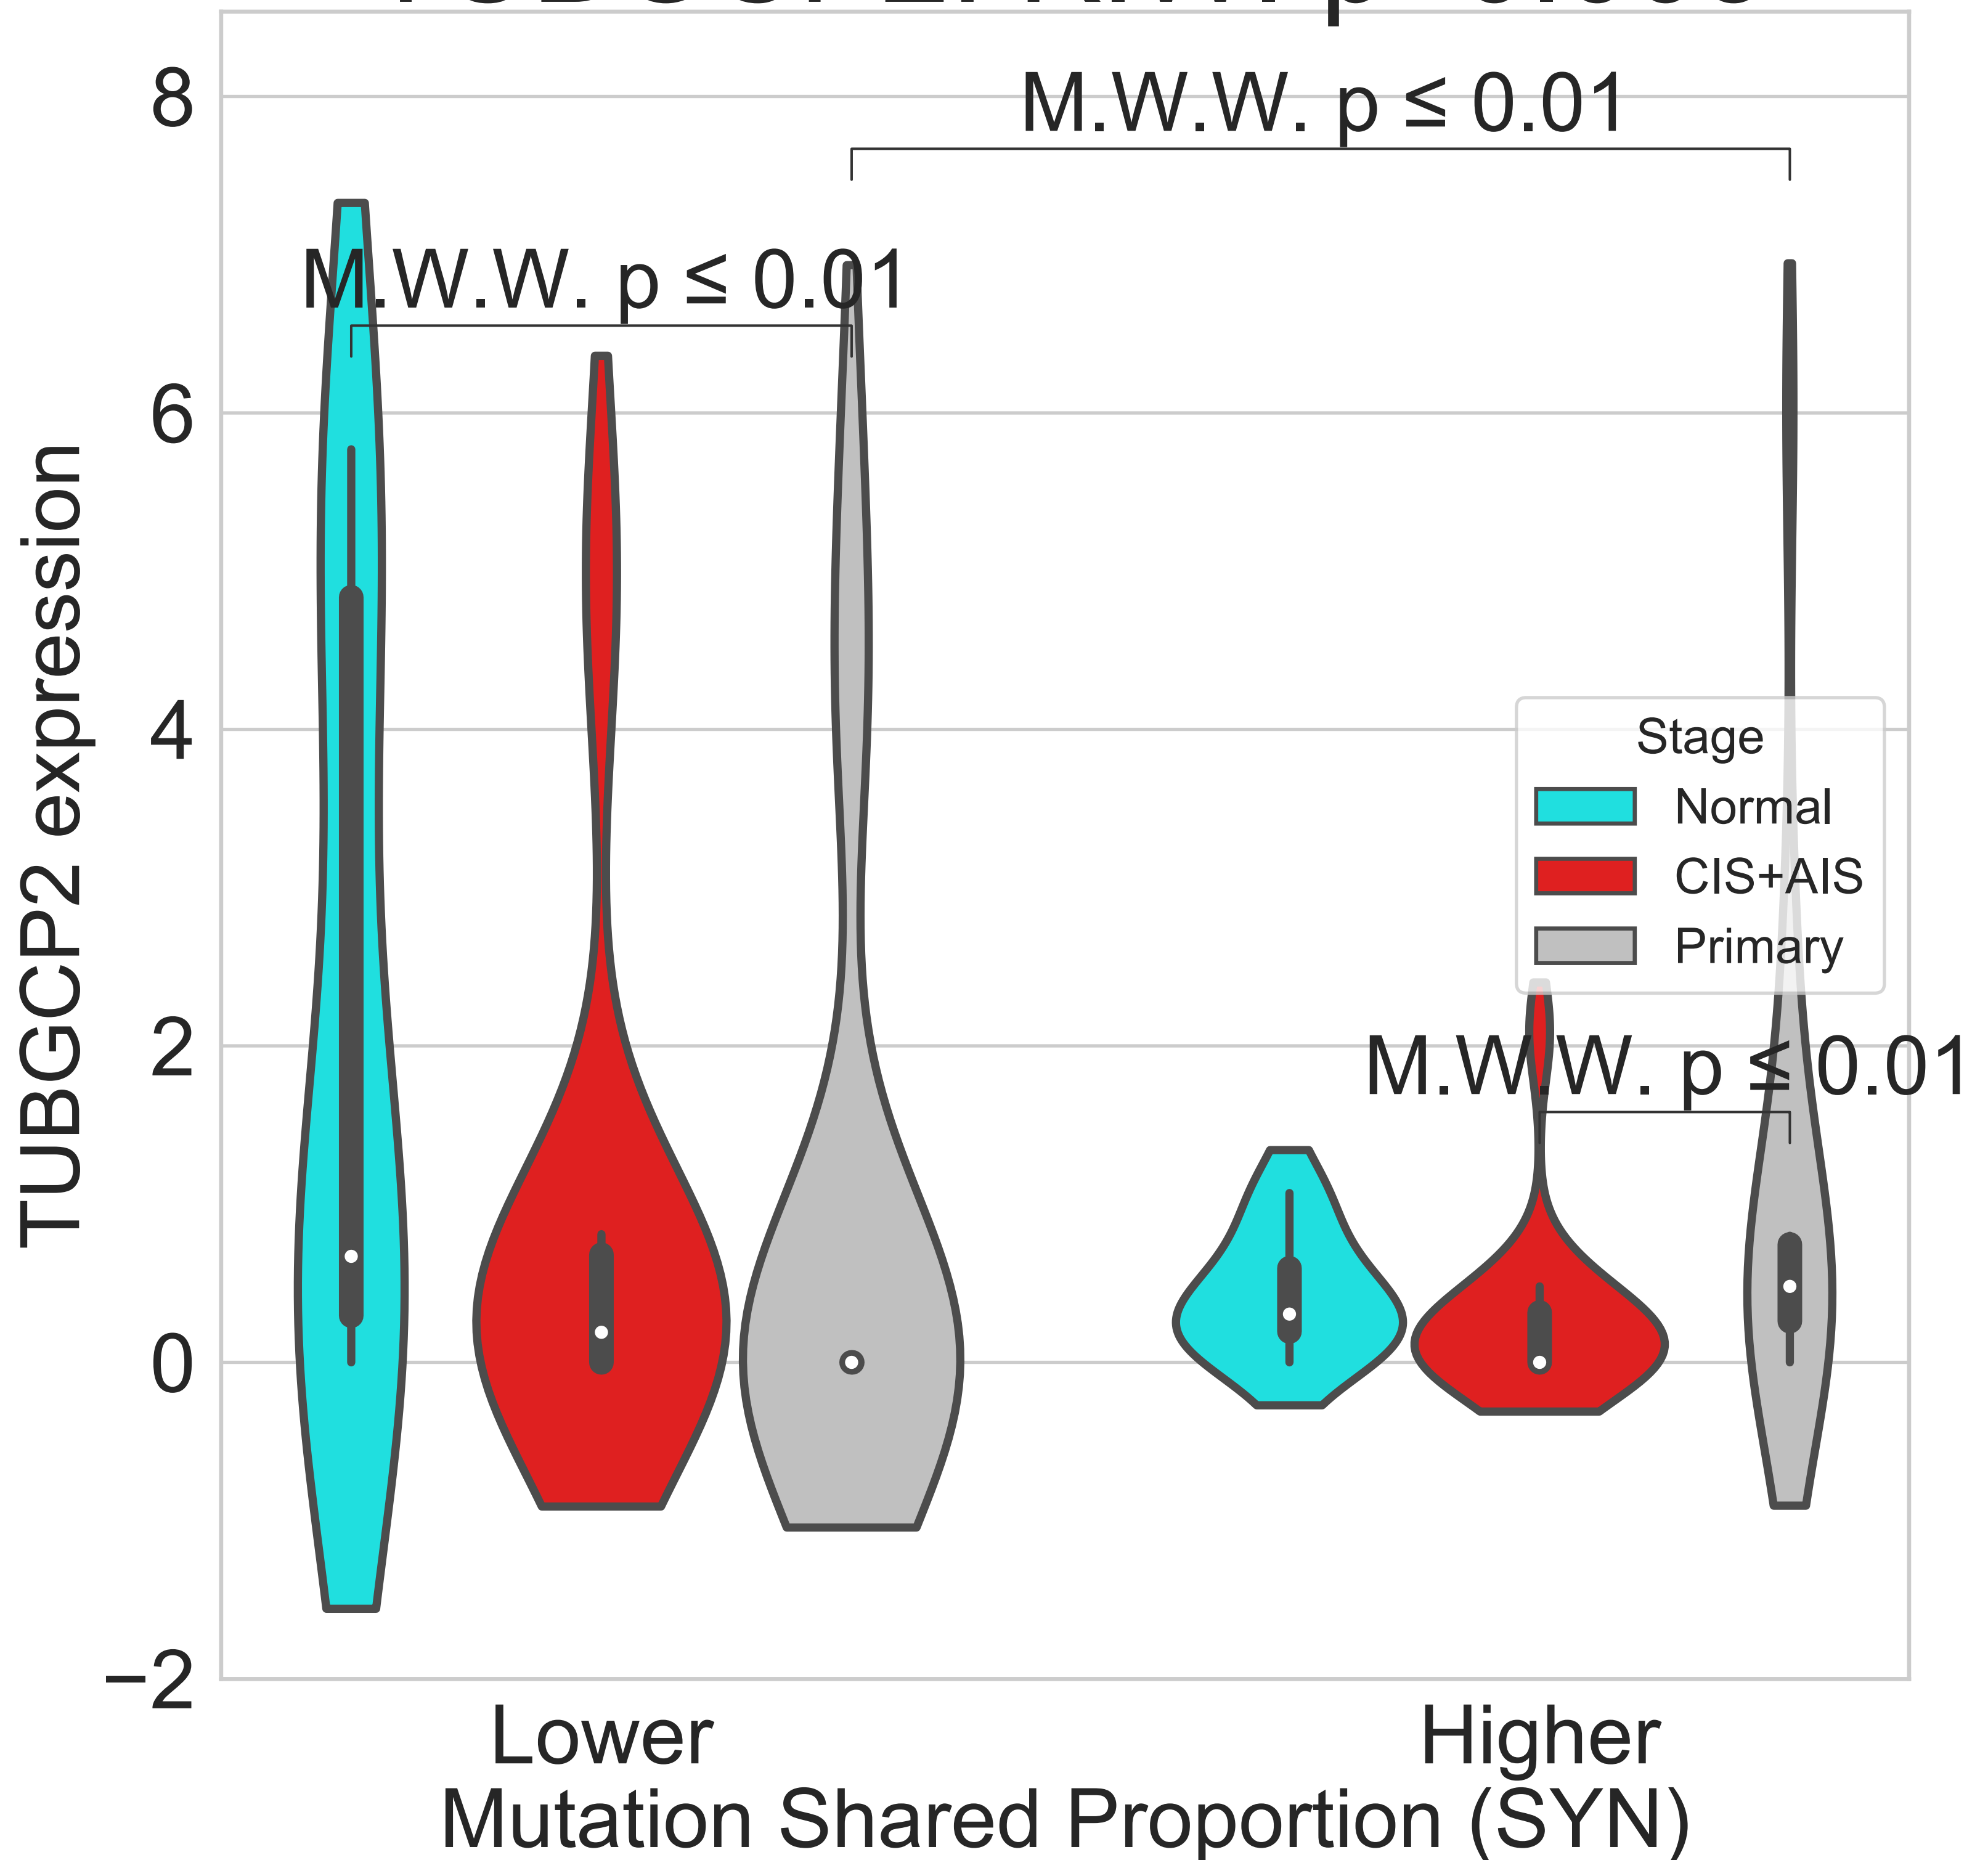 M.W.W. p ≤ 0.01
M.W.W. p ≤ 0.01
M.W.W. p ≤ 0.01
8
6
4
2
0
−2
TUBGCP2 expression
Stage
Normal
CIS+AIS
Primary
Lower
Higher
Mutation Shared Proportion (SYN)